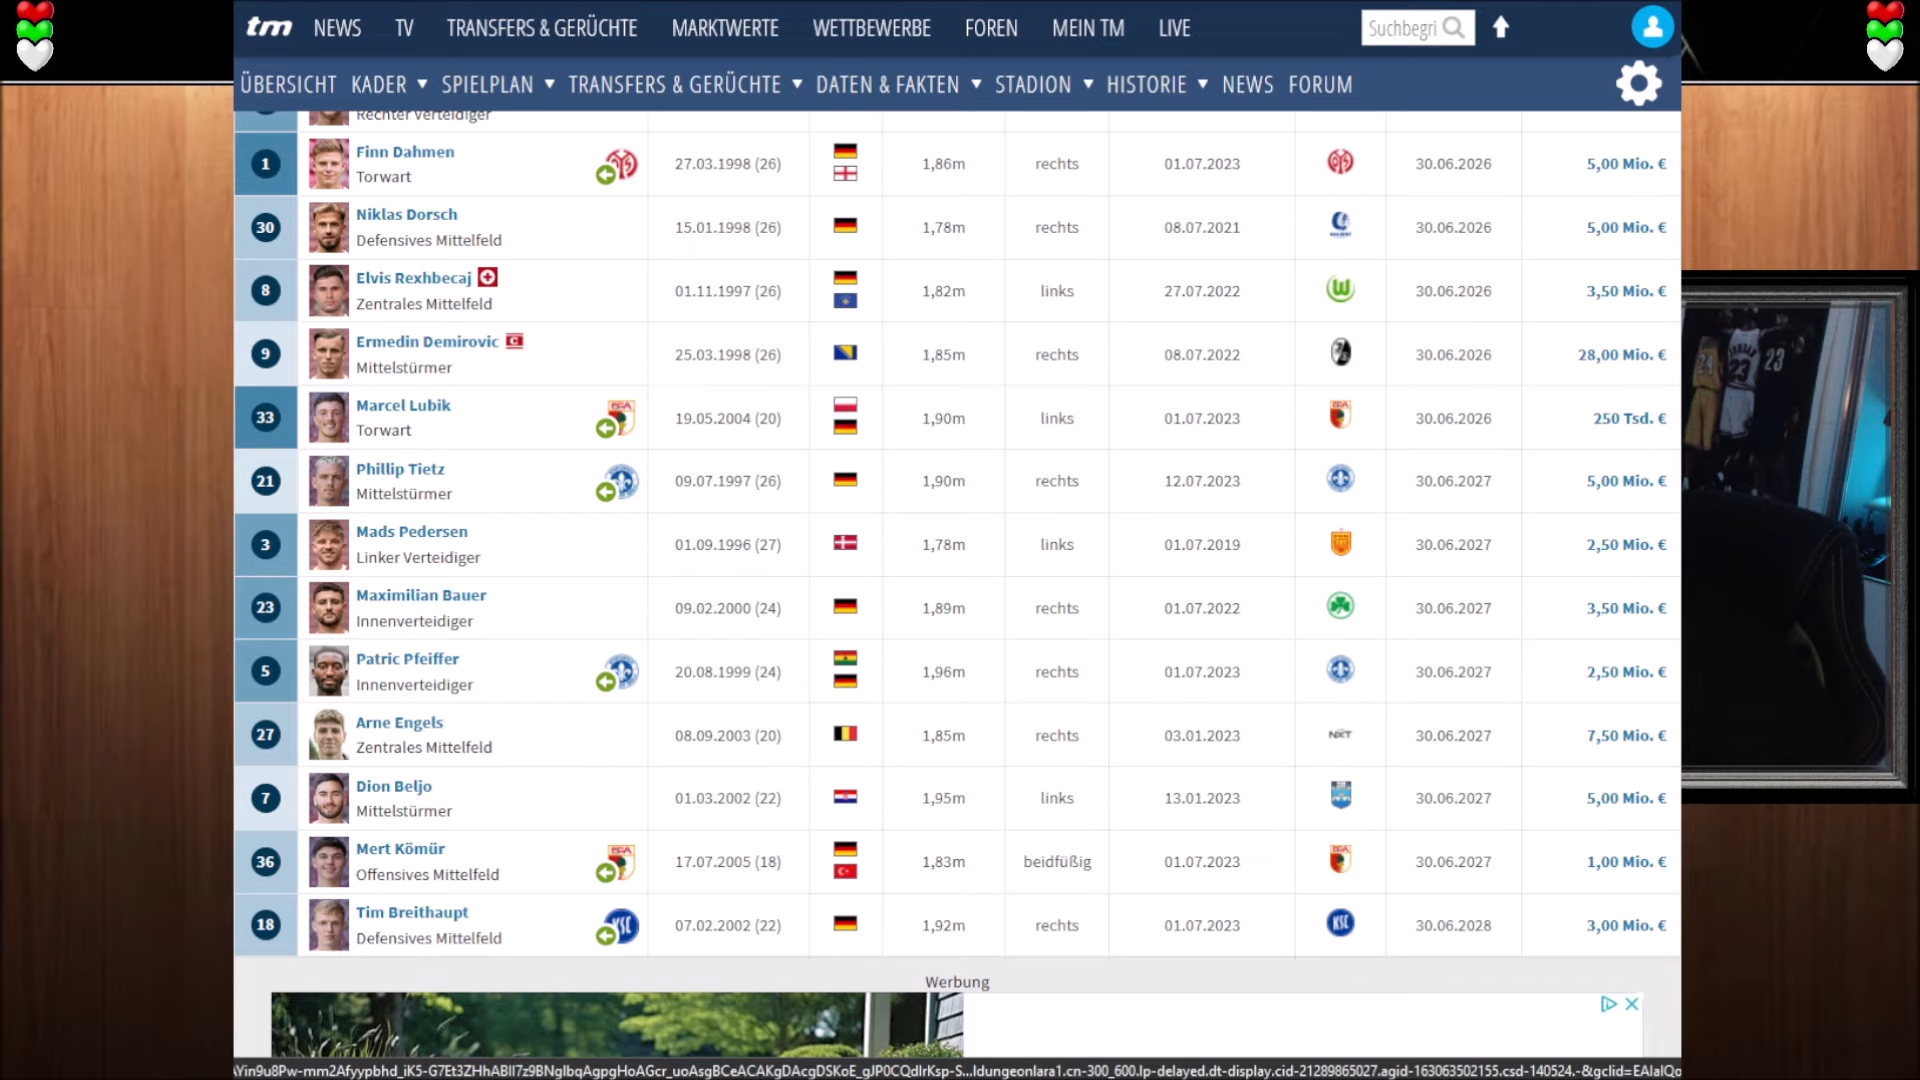 tm NEWS TV TRANSFERS & GERÜCHTE MARKTWERTE WETTBEWERBE FOREN MEIN TM LIVE Suchbegri
ÜBERSICHT KADER SPIELPLAN TRANSFERS & GERÜCHTE DATEN & FAKTEN STADION HISTORIE NEWS FORUM
Rechter Verteidiger
1 Finn Dahmen 27.03.1998 (26) 1,86m rechts 01.07.2023 30.06.2026 5,00 Mio. €
Torwart
30 Niklas Dorsch 15.01.1998 (26) 1,78m rechts 08.07.2021 30.06.2026 5,00 Mio. €
Defensives Mittelfeld
8 Elvis Rexhbecaj 01.11.1997 (26) 1,82m links 27.07.2022 30.06.2026 3,50 Mio. €
Zentrales Mittelfeld
9 Ermedin Demirovic C 25.03.1998 (26) 1,85m rechts 08.07.2022 30.06.2026 28,00 Mio. €
Mittelstürmer
33 Marcel Lubik FCA 19.05.2004 (20) 1,90m links 01.07.2023 30.06.2026 250 Tsd. €
Torwart
21 Phillip Tietz 09.07.1997 (26) 1,90m rechts 12.07.2023 30.06.2027 5,00 Mio. €
Mittelstürmer
3 Mads Pedersen 01.09.1996 (27) 1,78m links 01.07.2019 30.06.2027 2,50 Mio. €
Linker Verteidiger
23 Maximilian Bauer 09.02.2000 (24) 1,89m rechts 01.07.2022 30.06.2027 3,50 Mio. €
Innenverteidiger
5 Patric Pfeiffer 20.08.1999 (24) 1,96m rechts 01.07.2023 30.06.2027 2,50 Mio. €
Innenverteidiger
27 Arne Engels 08.09.2003 (20) 1,85m rechts 03.01.2023 NXT 30.06.2027 7,50 Mio. €
Zentrales Mittelfeld
7 Dion Beljo 01.03.2002 (22) 1,95m links 13.01.2023 30.06.2027 5,00 Mio. €
Mittelstürmer
36 Mert Kömür FCA 17.07.2005 (18) 1,83m beidfüßig 01.07.2023 30.06.2027 1,00 Mio. €
Offensives Mittelfeld
18 Tim Breithaupt KSC 07.02.2002 (22) 1,92m rechts 01.07.2023 KSC 30.06.2028 3,00 Mio. €
Defensives Mittelfeld
Werbung
24 JORDAN 23